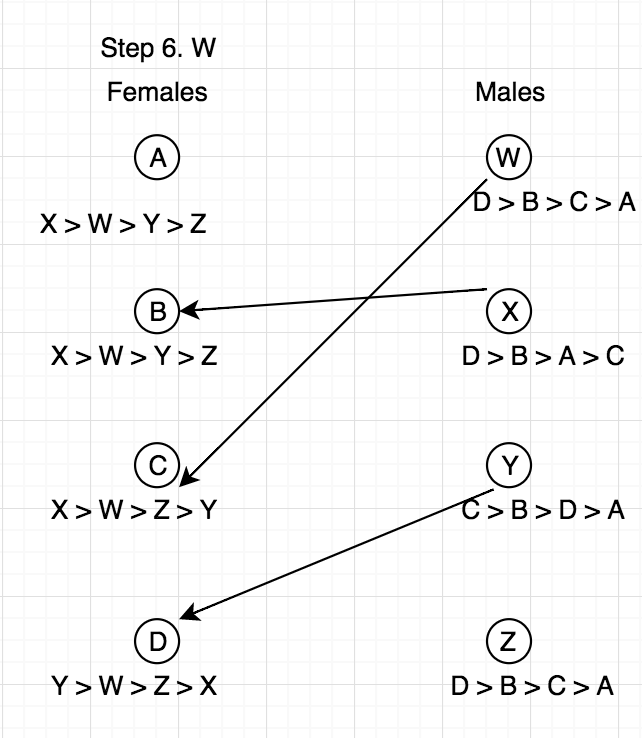 Step 6. W
Females
Males
A
W
X > W > Y > Z
D > B > C > A
B
X
X > W > Y > Z
D > B > A > C
C
Y
X > W > Z > Y
C > B > D > A
D
Z
Y > W > Z > X
D > B > C > A